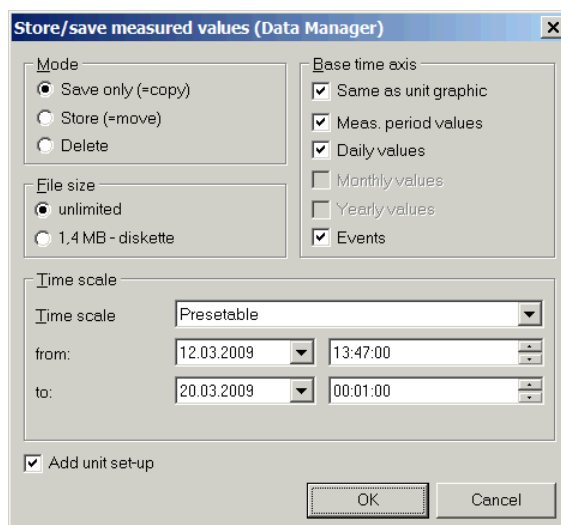 Store/save measured values (Data Manager)
Mode
Save only (=copy)
Store (=move)
Delete
File size
unlimited
1,4 MB - diskette
Base time axis
Same as unit graphic
Meas. period values
Daily values
Monthly values
Yearly values
Events
Time scale
Time scale Presetable
from: 12.03.2009 13:47:00
to: 20.03.2009 00:01:00
Add unit set-up
OK Cancel